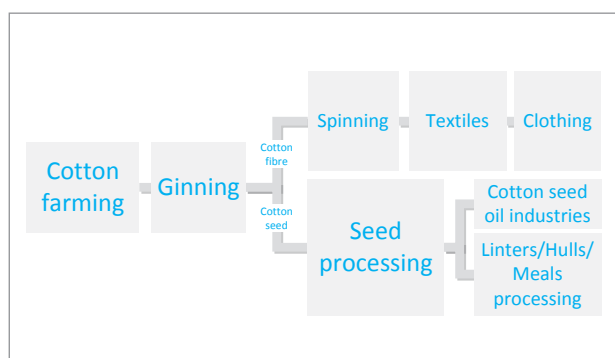 Cotton
farming
Ginning
Cotton
fibre
Cotton
seed
Spinning
Textiles
Clothing
Seed
processing
Cotton seed
oil industries
Linters/Hulls/
Meals
processing